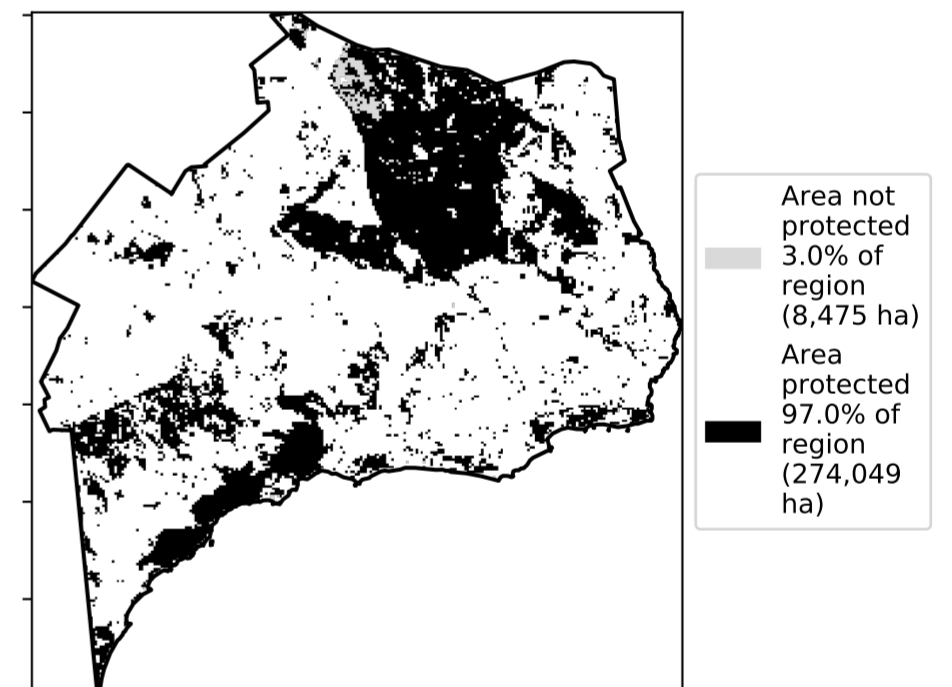 Area not
protected
3.0% of
region
(8,475 ha)
Area
protected
97.0% of
region
(274,049
ha)